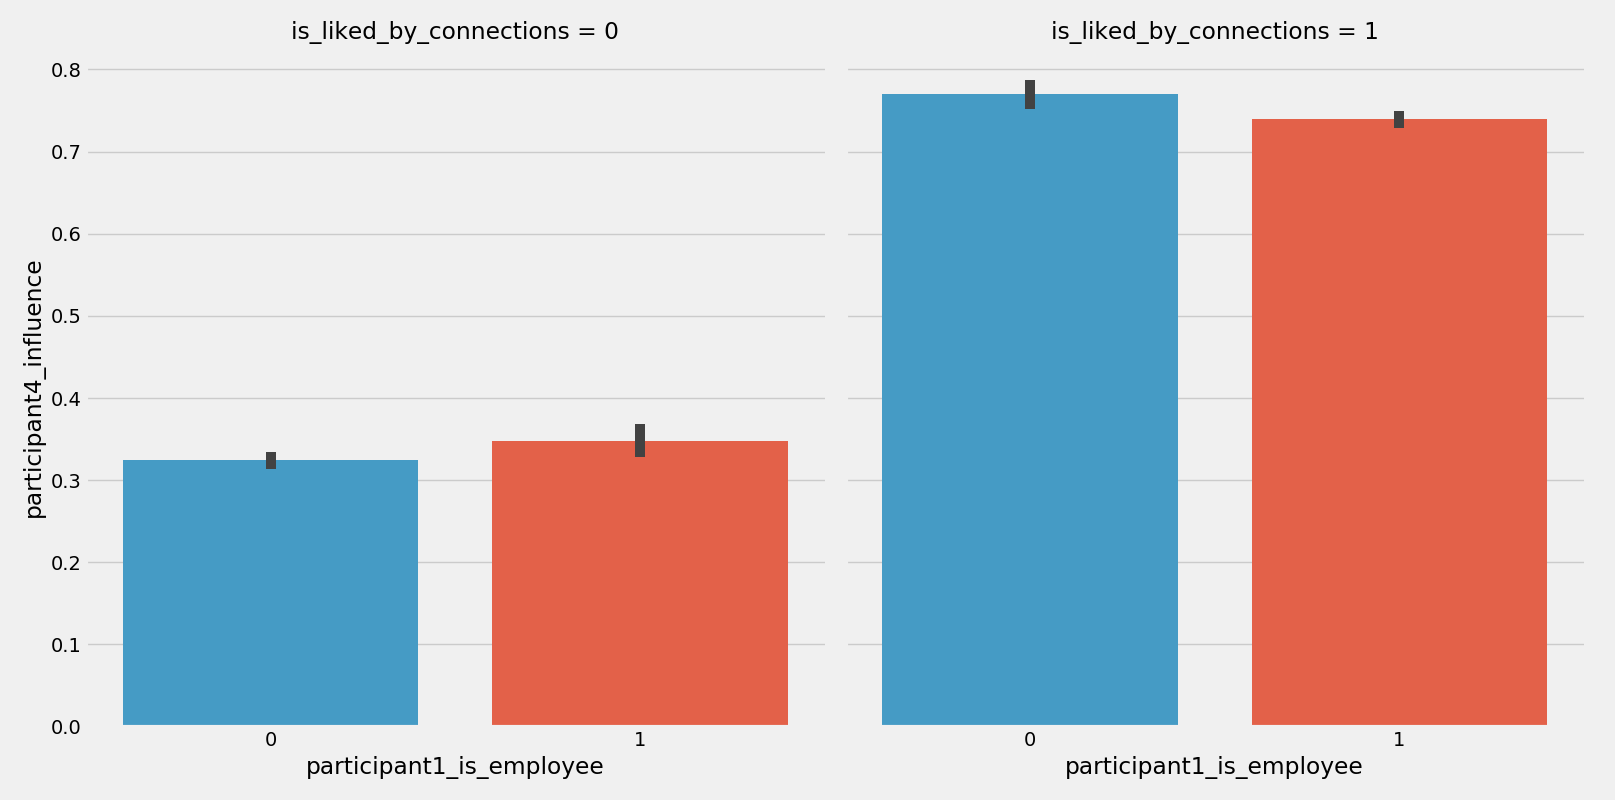 is_liked_by_connections = 0
is_liked_by_connections = 1
participant4_influence
0.8
0.7
0.6
0.5
0.4
0.3
0.2
0.1
0.0
0
1
0
1
participant1_is_employee
participant1_is_employee